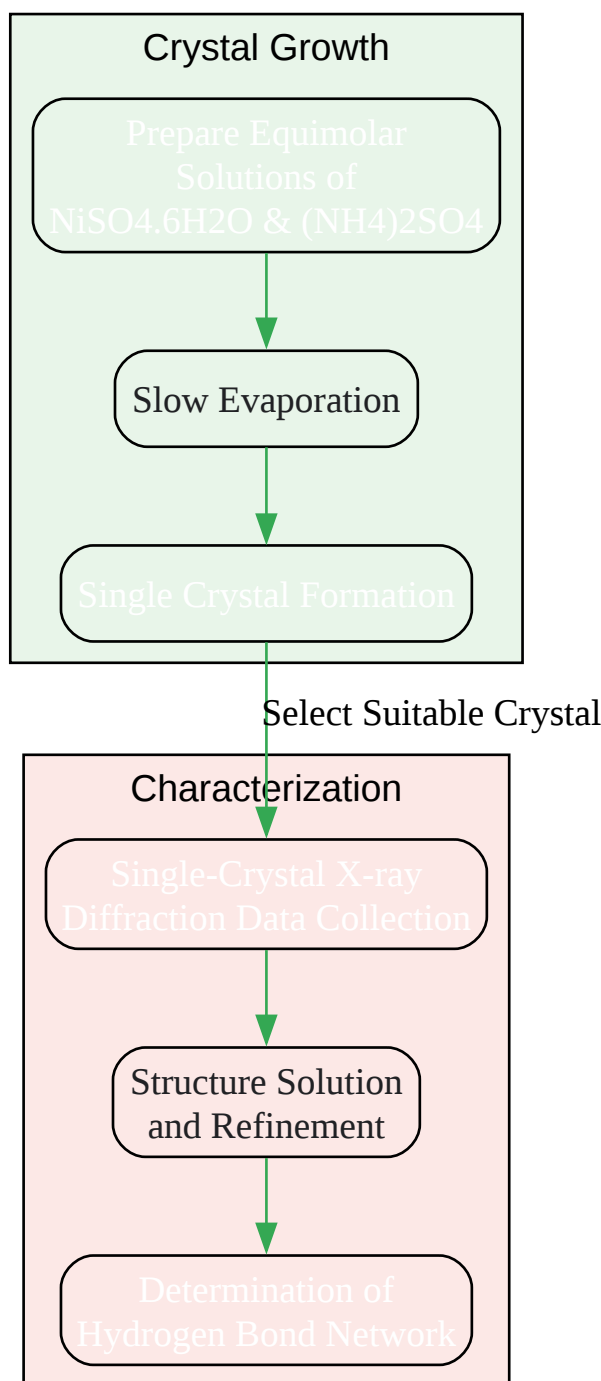 Crystal Growth
Prepare Equimolar
Solutions of
NiSO4.6H2O & (NH4)2SO4
Slow Evaporation
Single Crystal Formation
Select Suitable Crystal
Characterization
Single-Crystal X-ray
Diffraction Data Collection
Structure Solution
and Refinement
Determination of
Hydrogen Bond Network